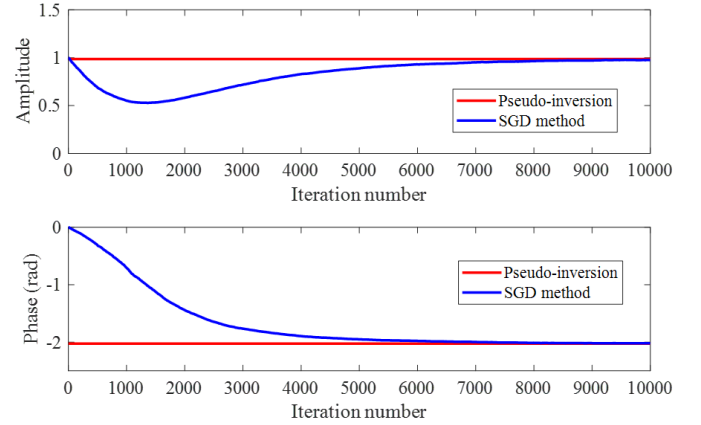 1.5
1
0.5
0
Amplitude
Pseudo-inversion
SGD method
0 1000 2000 3000 4000 5000 6000 7000 8000 9000 10000
Iteration number
0
-1
-2
Phase (rad)
Pseudo-inversion
SGD method
0 1000 2000 3000 4000 5000 6000 7000 8000 9000 10000
Iteration number